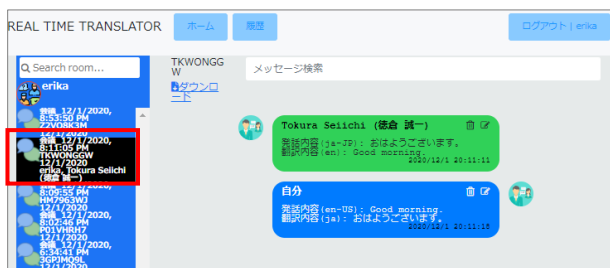 REAL TIME TRANSLATOR
ホーム
履歴
ログアウト | erika
Search room...
erika
会議_12/1/2020,
8:53:50 PM
ZZVO8K3M
12/1/2020
会議_12/1/2020,
8:11:05 PM
TKWONGGW
12/1/2020
erika, Tokura Seiichi
(徳倉 誠一)
会議_12/1/2020,
8:09:55 PM
HM7963WJ
12/1/2020
会議_12/1/2020,
8:02:46 PM
P01VHRH7
12/1/2020
会議_12/1/2020,
6:34:41 PM
3GPJMQ9L
12/1/2020
TKWONGG
W
ダウンロ
ード
メッセージ検索
Tokura Seiichi (徳倉 誠一)
発話内容(ja-JP): おはようございます。
翻訳内容(en): Good morning.
2020/12/1 20:11:11
自分
発話内容(en-US): Good morning.
翻訳内容(ja): おはようございます。
2020/12/1 20:11:18